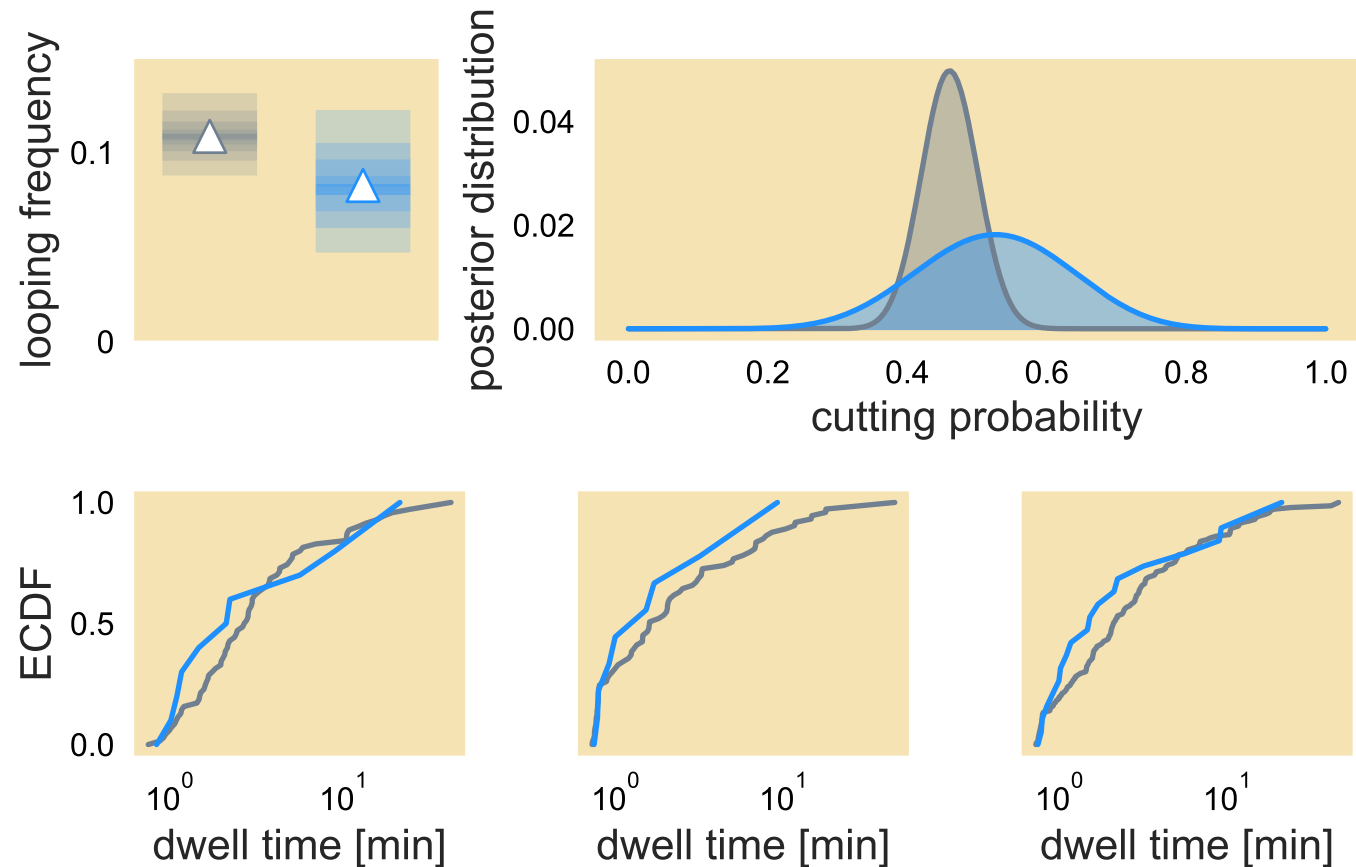 looping frequency
0.1
0
posterior distribution
0.04
0.02
0.00
0.0 0.2 0.4 0.6 0.8 1.0
cutting probability
ECDF
1.0
0.5
0.0
10⁰ 10¹
dwell time [min]
10⁰ 10¹
dwell time [min]
10⁰ 10¹
dwell time [min]